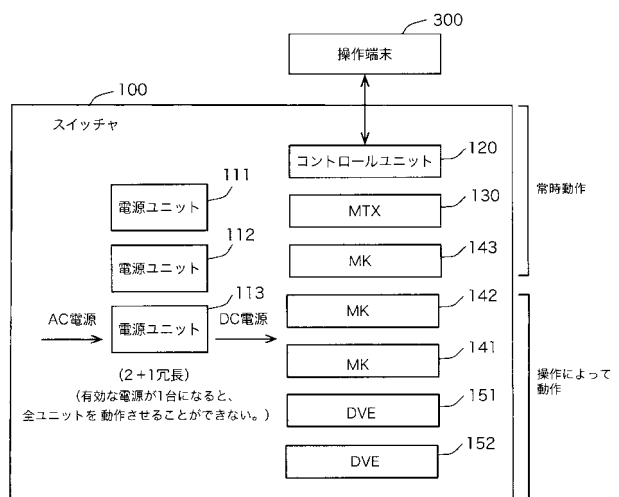 300
操作端末
100
スイッチャ
コントロールユニット
120
常時動作
111
電源ユニット
MTX
130
112
電源ユニット
MK
143
113
電源ユニット
AC電源
DC電源
MK
142
(2+1冗長)
(有効な電源が1台になると、
全ユニットを動作させることができない。)
MK
141
操作によって
動作
DVE
151
DVE
152